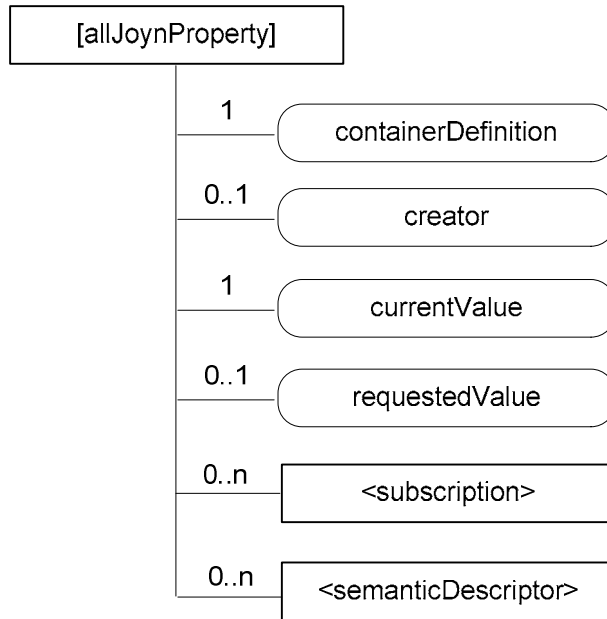 [allJoynProperty]
1
containerDefinition
0..1
creator
1
currentValue
0..1
requestedValue
0..n
<subscription>
0..n
<semanticDescriptor>